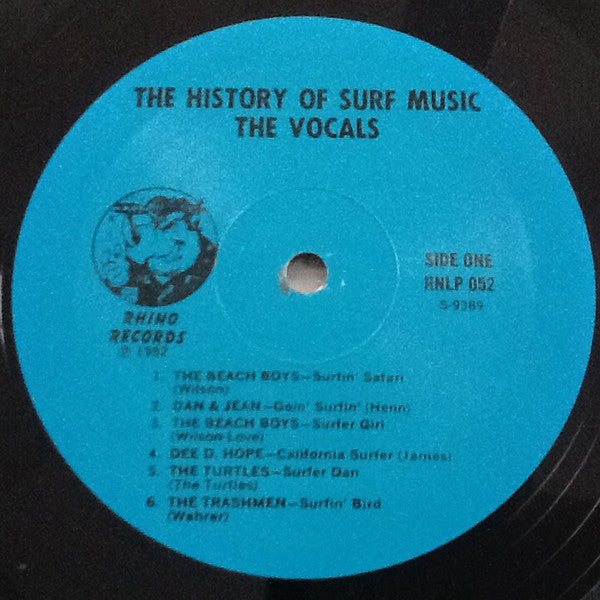 THE HISTORY OF SURF MUSIC
THE VOCALS
SIDE ONE
RNLP 052
S-9389
RHINO
RECORDS
℗ 1982
1. THE BEACH BOYS—Surfin' Safari
(Wilson)
2. DAN & JEAN—Goin' Surfin' (Henn)
3. THE BEACH BOYS—Surfer Girl
(Wilson-Love)
4. DEE D. HOPE—California Surfer (James)
5. THE TURTLES—Surfer Dan
(The Turtles)
6. THE TRASHMEN—Surfin' Bird
(Wahrer)